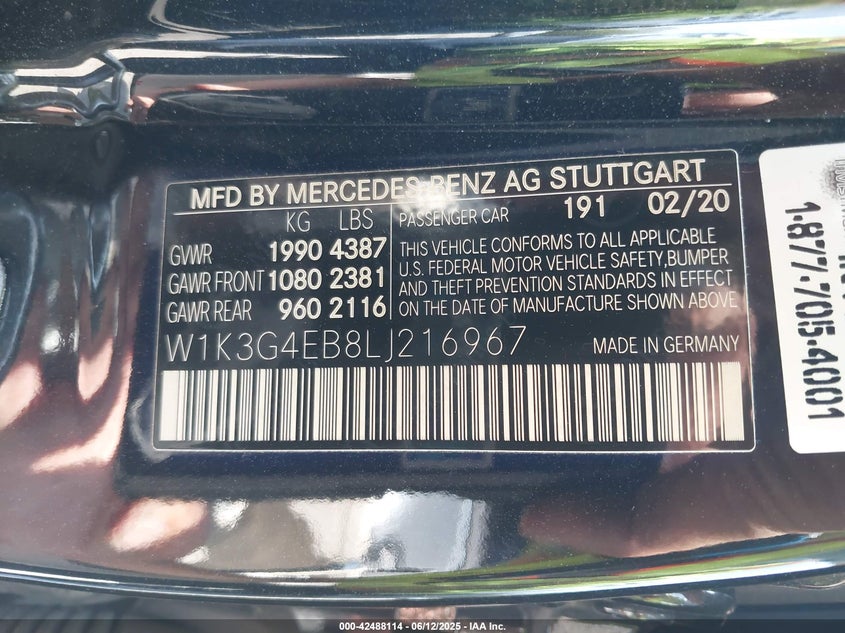 MFD BY MERCEDES-BENZ AG STUTTGART
KG LBS
GVWR 1990 4387
GAWR FRONT 1080 2381
GAWR REAR 960 2116
PASSENGER CAR 191 02/20
THIS VEHICLE CONFORMS TO ALL APPLICABLE
U.S. FEDERAL MOTOR VEHICLE SAFETY,BUMPER
AND THEFT PREVENTION STANDARDS IN EFFECT
ON THE DATE OF MANUFACTURE SHOWN ABOVE.
W1K3G4EB8LJ216967 MADE IN GERMANY
1-877-705-4001
000-42488114 - 06/12/2025 - IAA Inc.